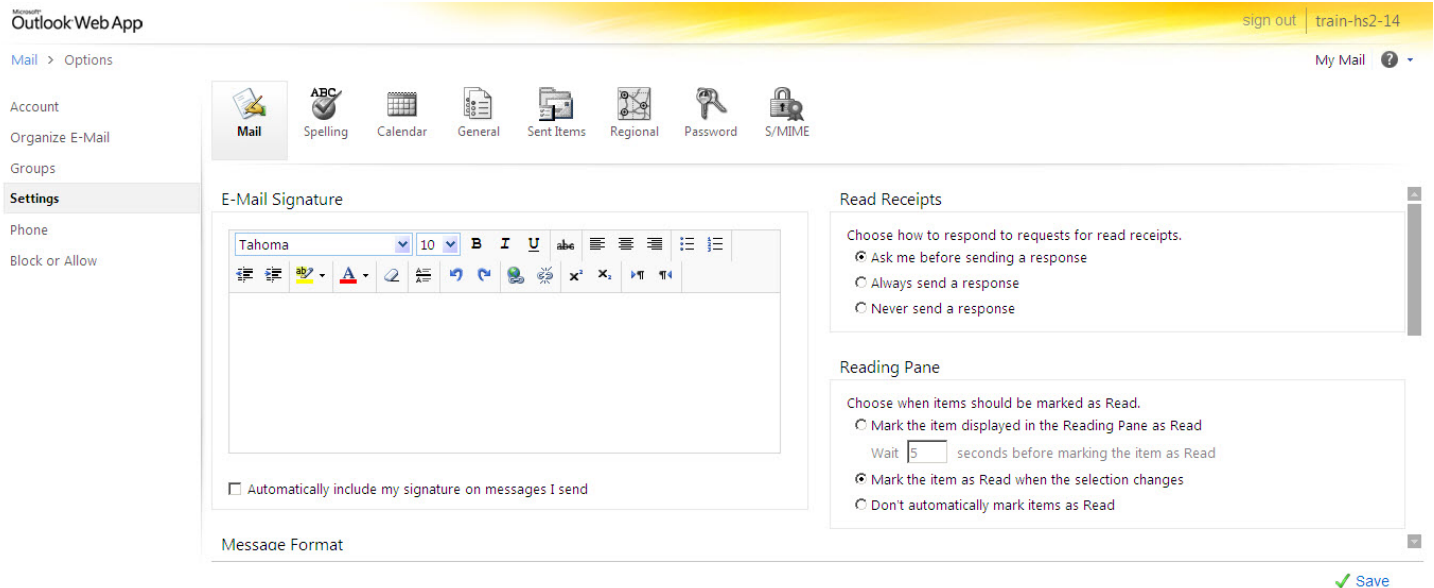 Microsoft®
Outlook Web App
sign out train-hs2-14
Mail > Options
My Mail
Account
Organize E-Mail
Groups
Settings
Phone
Block or Allow
Mail
ABC
Spelling
Calendar
General
Sent Items
Regional
Password
S/MIME
E-Mail Signature
Tahoma 10 B I U abc
ab A x² x₂
Automatically include my signature on messages I send
Message Format
Read Receipts
Choose how to respond to requests for read receipts.
Ask me before sending a response
Always send a response
Never send a response
Reading Pane
Choose when items should be marked as Read.
Mark the item displayed in the Reading Pane as Read
Wait 5 seconds before marking the item as Read
Mark the item as Read when the selection changes
Don't automatically mark items as Read
Save